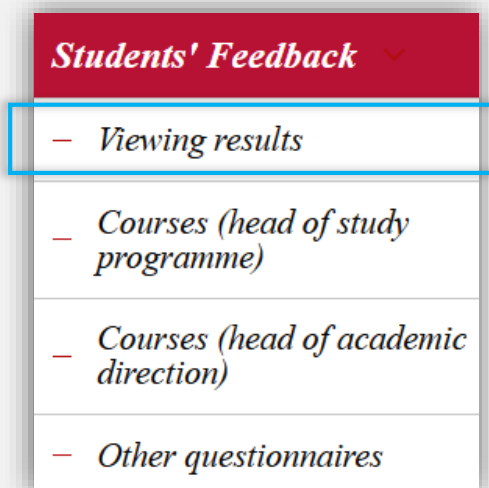 Students' Feedback
Viewing results
Courses (head of study
programme)
Courses (head of academic
direction)
Other questionnaires